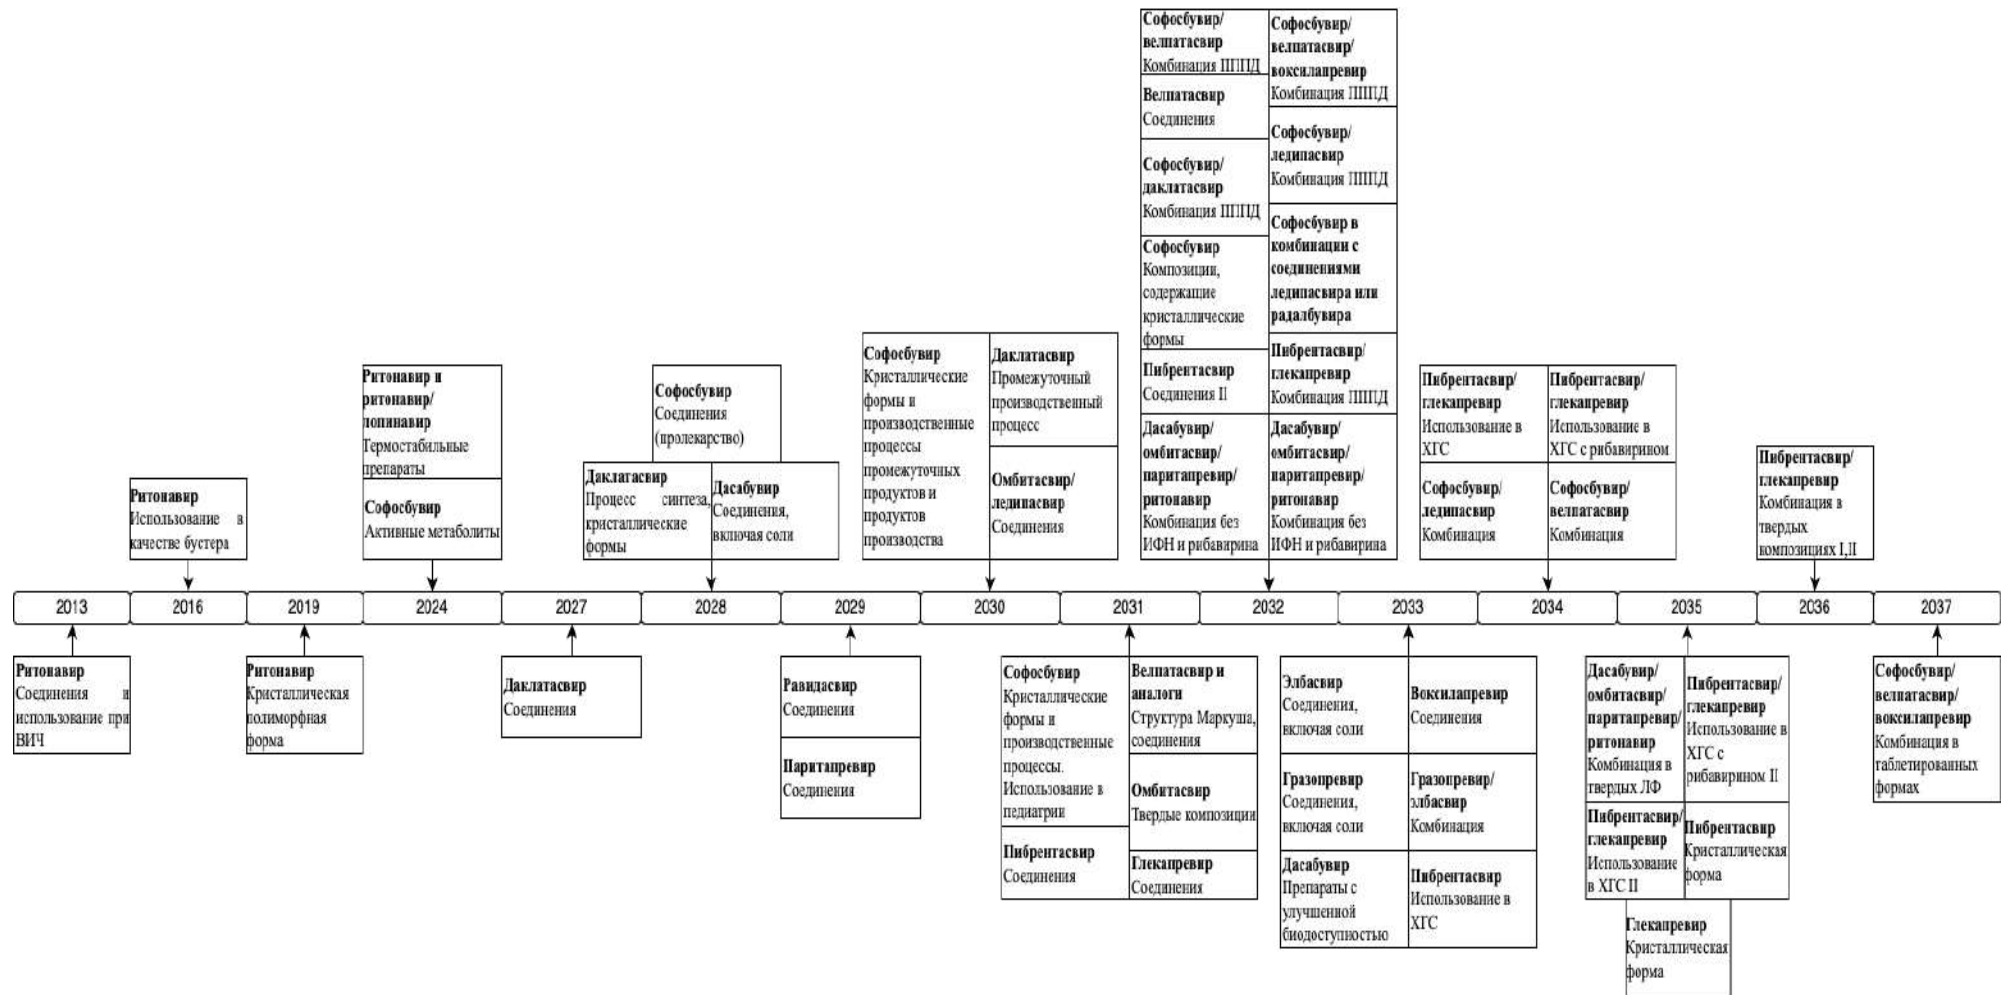 Софосбувир/
велпатасвир
Комбинация ПППД
Велпатасвир
Соединения
Софосбувир/
даклатасвир
Комбинация ПППД
Софосбувир
Композиции,
содержащие
кристаллические
формы
Пибрентасвир
Соединения II
Дасабувир/
омбитасвир/
паритапревир/
ритонавир
Комбинация без
ИФН и рибавирина
Софосбувир/
велпатасвир/
воксилапревир
Комбинация ПППД
Софосбувир/
ледипасвир
Комбинация ПППД
Софосбувир в
комбинации с
соединениями
ледипасвира или
радалбувира
Пибрентасвир/
глекапревир
Комбинация ПППД
Дасабувир/
омбитасвир/
паритапревир/
ритонавир
Комбинация без
ИФН и рибавирина
Ритонавир
Использование в
качестве бустера
Ритонавир и
ритонавир/
лопинавир
Термостабильные
препараты
Софосбувир
Активные метаболиты
Софосбувир
Соединения
(пролекарство)
Даклатасвир
Процесс синтеза,
кристаллические
формы
Дасабувир
Соединения,
включая соли
Софосбувир
Кристаллические
формы и
производственные
процессы
промежуточных
продуктов и
продуктов
производства
Даклатасвир
Промежуточный
производственный
процесс
Омбитасвир/
ледипасвир
Соединения
Пибрентасвир/
глекапревир
Использование в
ХГС
Софосбувир/
ледипасвир
Комбинация
Пибрентасвир/
глекапревир
Использование в
ХГС с рибавирином
Софосбувир/
велпатасвир
Комбинация
Пибрентасвир/
глекапревир
Комбинация в
твердых
композициях I,II
2013
2016
2019
2024
2027
2028
2029
2030
2031
2032
2033
2034
2035
2036
2037
Ритонавир
Соединения и
использование при
ВИЧ
Ритонавир
Кристаллическая
полиморфная
форма
Даклатасвир
Соединения
Равидасвир
Соединения
Паритапревир
Соединения
Софосбувир
Кристаллические
формы и
производственные
процессы.
Использование в
педиатрии
Пибрентасвир
Соединения
Велпатасвир и
аналоги
Структура Маркуша,
соединения
Омбитасвир
Твердые композиции
Глекапревир
Соединения
Элбасвир
Соединения,
включая соли
Гразопревир
Соединения,
включая соли
Дасабувир
Препараты с
улучшенной
биодоступностью
Воксилапревир
Соединения
Гразопревир/
элбасвир
Комбинация
Пибрентасвир
Использование в
ХГС
Дасабувир/
омбитасвир/
паритапревир/
ритонавир
Комбинация в
твердых ЛФ
Пибрентасвир/
глекапревир
Использование
в ХГС II
Пибрентасвир/
глекапревир
Использование в
ХГС с
рибавирином II
Пибрентасвир
Кристаллическая
форма
Глекапревир
Кристаллическая
форма
Софосбувир/
велпатасвир/
воксилапревир
Комбинация в
таблетированных
формах